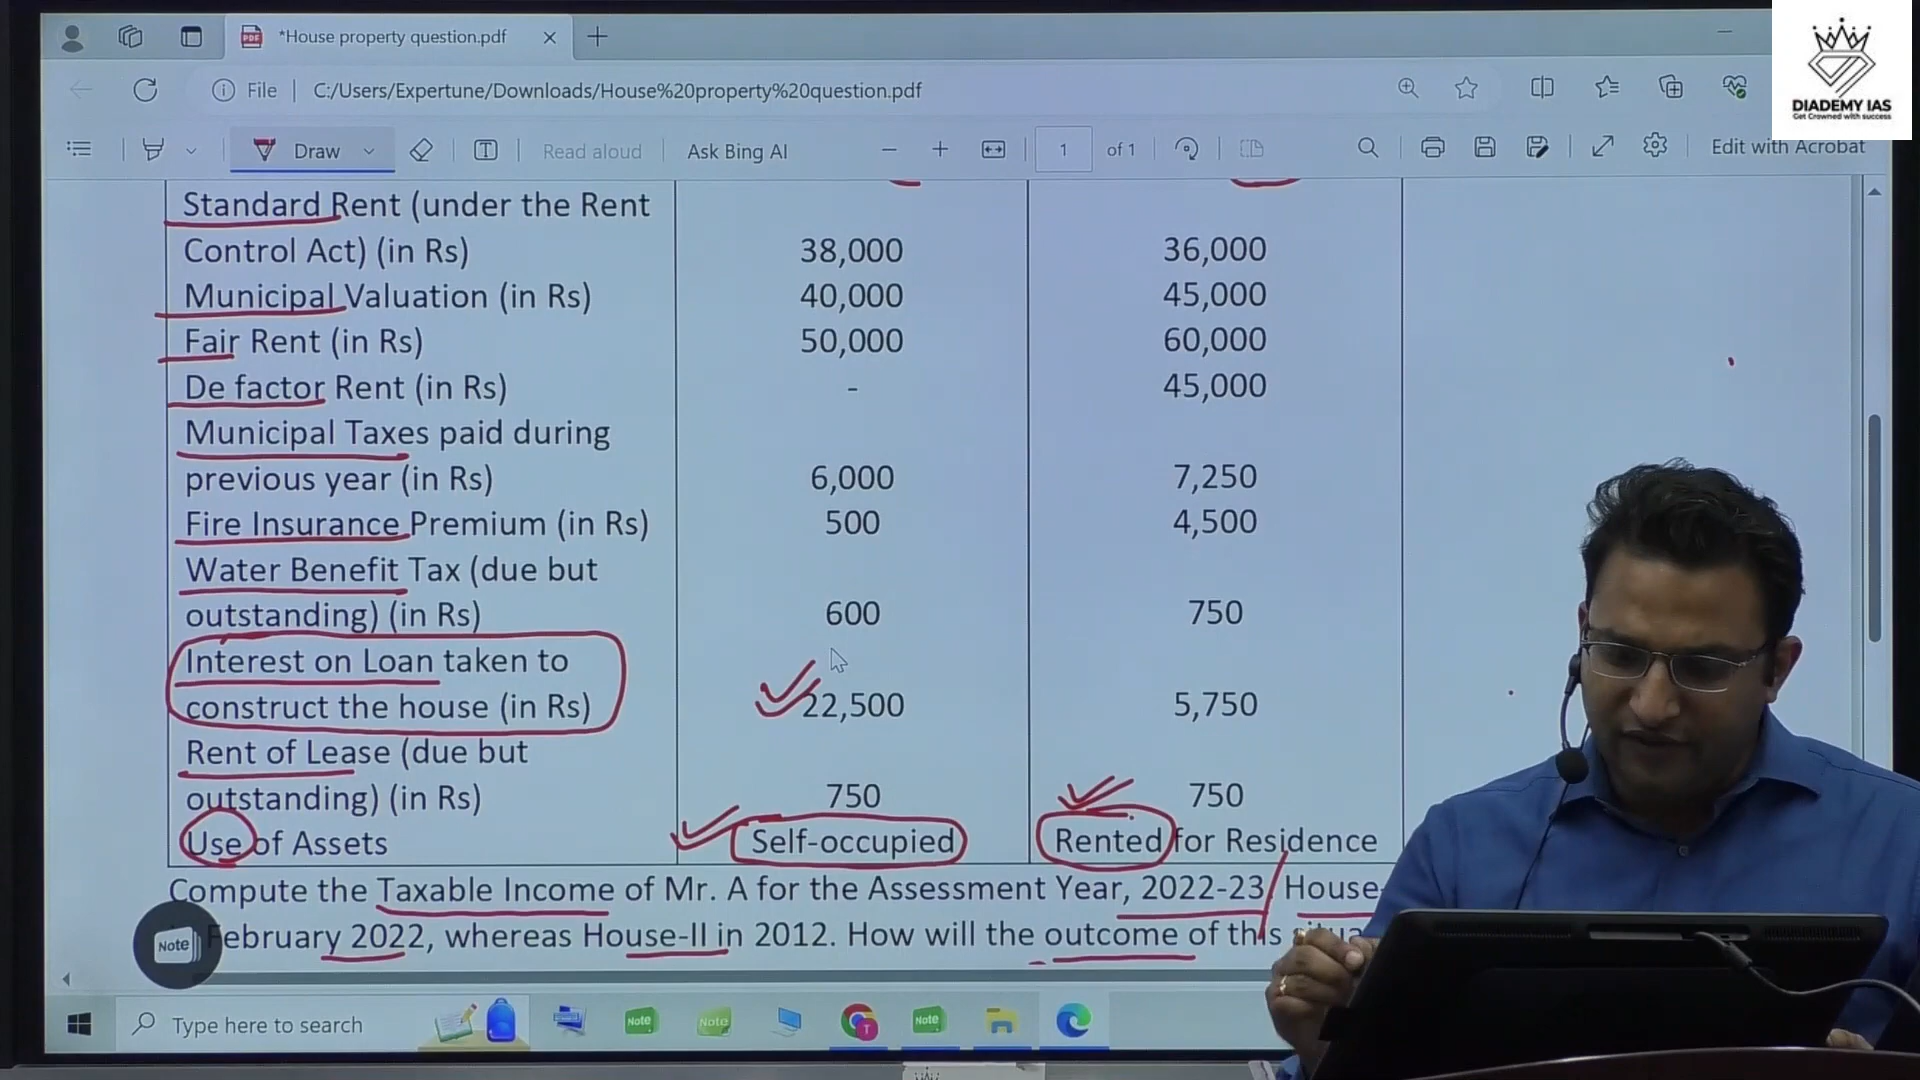 *House property question.pdf
DIADEMY IAS
Get Crowned with success
File
C:/Users/Expertune/Downloads/House%20property%20question.pdf
Draw
Read aloud
Ask Bing AI
1
of 1
Edit with Acrobat
Standard Rent (under the Rent
Control Act) (in Rs) 38,000 36,000
Municipal Valuation (in Rs) 40,000 45,000
Fair Rent (in Rs) 50,000 60,000
De factor Rent (in Rs) - 45,000
Municipal Taxes paid during
previous year (in Rs) 6,000 7,250
Fire Insurance Premium (in Rs) 500 4,500
Water Benefit Tax (due but
outstanding) (in Rs) 600 750
Interest on Loan taken to
construct the house (in Rs) 22,500 5,750
Rent of Lease (due but
outstanding) (in Rs) 750 750
Use of Assets Self-occupied Rented for Residence
Compute the Taxable Income of Mr. A for the Assessment Year, 2022-23 House-
February 2022, whereas House-II in 2012. How will the outcome of this
Note
Type here to search
Note
Note
Note
T